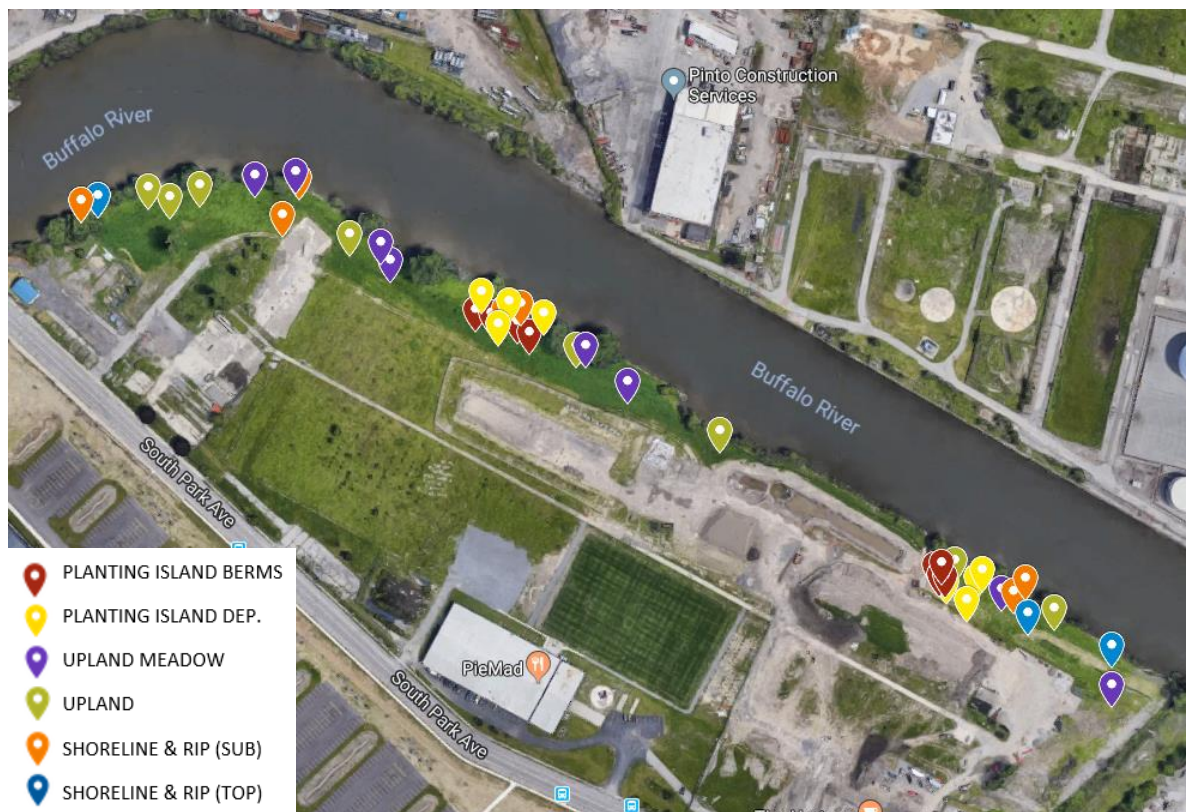 Buffalo River
Pinto Construction
Services
Buffalo River
South Park Ave
PieMad
South Park Ave
PLANTING ISLAND BERMS
PLANTING ISLAND DEP.
UPLAND MEADOW
UPLAND
SHORELINE & RIP (SUB)
SHORELINE & RIP (TOP)